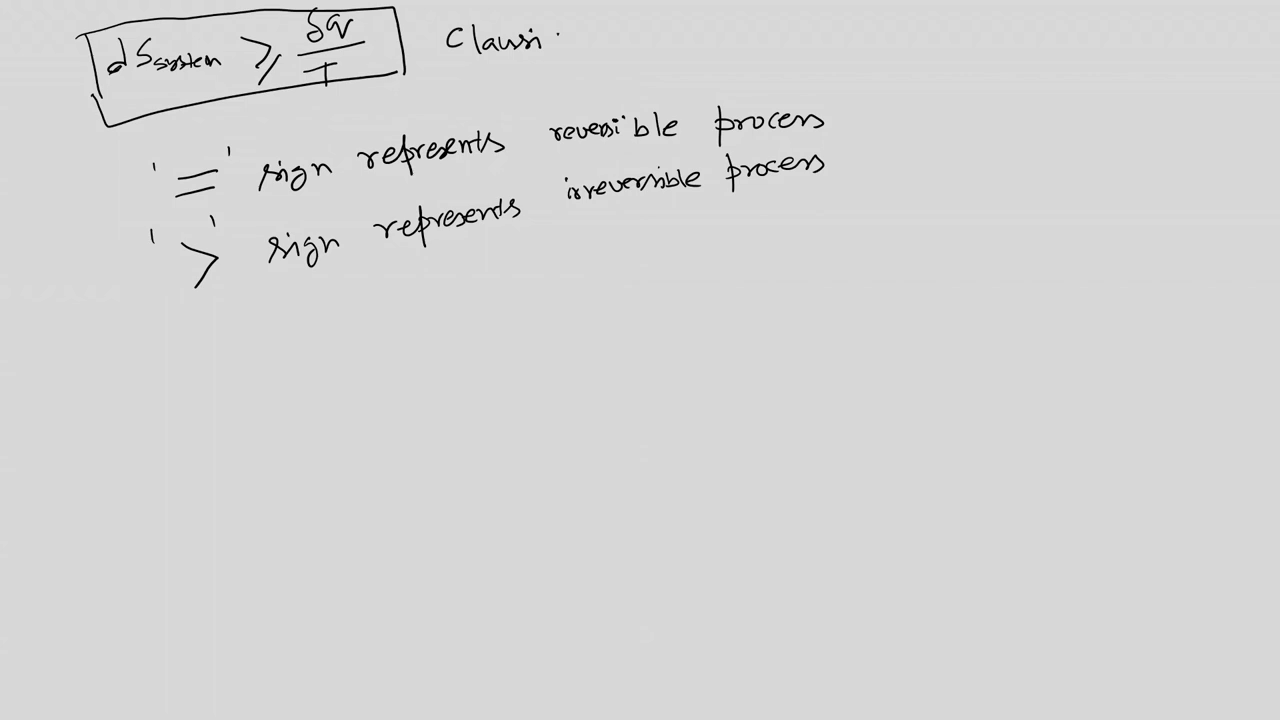 dS_system ≥ δq/T Clausi
'=' sign represents reversible process
'>' sign represents irreversible process